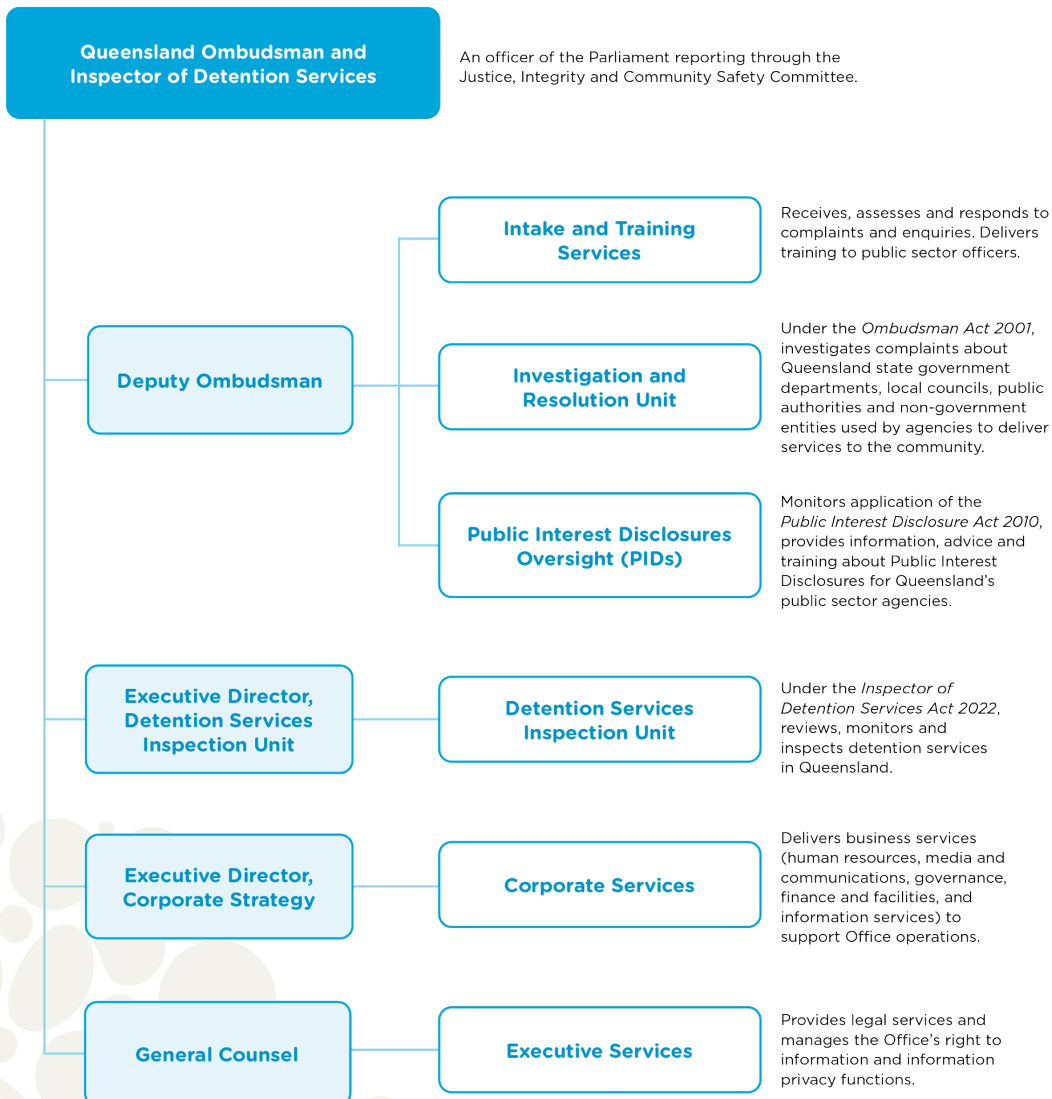 Queensland Ombudsman and
Inspector of Detention Services
An officer of the Parliament reporting through the
Justice, Integrity and Community Safety Committee.
Deputy Ombudsman
Intake and Training
Services
Receives, assesses and responds to
complaints and enquiries. Delivers
training to public sector officers.
Investigation and
Resolution Unit
Under the Ombudsman Act 2001,
investigates complaints about
Queensland state government
departments, local councils, public
authorities and non-government
entities used by agencies to deliver
services to the community.
Public Interest Disclosures
Oversight (PIDs)
Monitors application of the
Public Interest Disclosure Act 2010,
provides information, advice and
training about Public Interest
Disclosures for Queensland’s
public sector agencies.
Executive Director,
Detention Services
Inspection Unit
Detention Services
Inspection Unit
Under the Inspector of
Detention Services Act 2022,
reviews, monitors and
inspects detention services
in Queensland.
Executive Director,
Corporate Strategy
Corporate Services
Delivers business services
(human resources, media and
communications, governance,
finance and facilities, and
information services) to
support Office operations.
General Counsel
Executive Services
Provides legal services and
manages the Office’s right to
information and information
privacy functions.